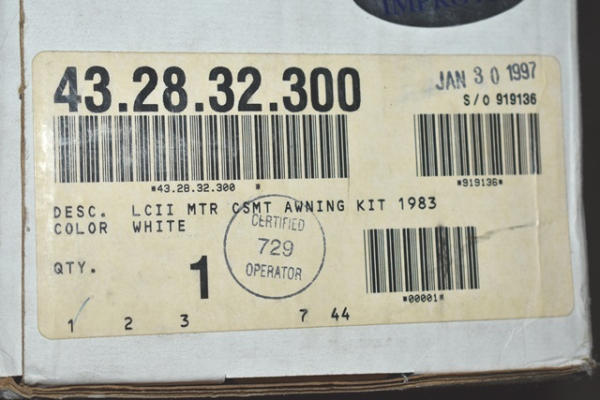 IMPRO
43.28.32.300
JAN 30 1997
S/O 919136
*43.28.32.300 *
*919136*
DESC. LCII MTR CSMT AWNING KIT 1983
COLOR WHITE
CERTIFIED
729
OPERATOR
QTY. 1
*00001*
1 2 3 7 44